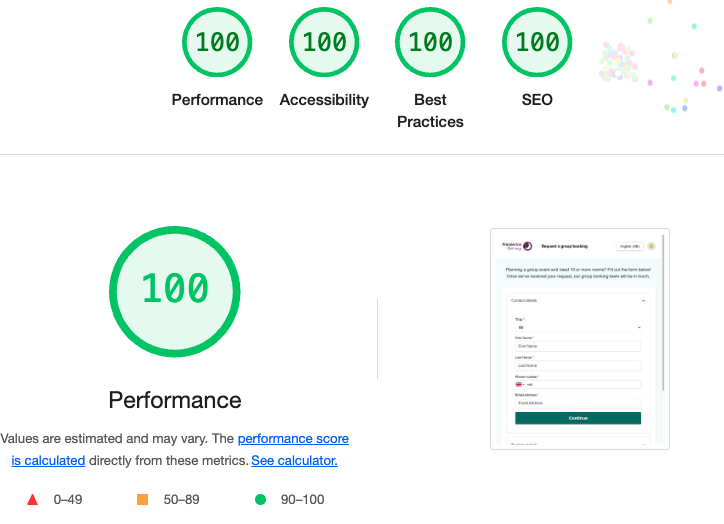 100 100 100 100
Performance Accessibility Best Practices SEO
100
Performance
Values are estimated and may vary. The performance score
is calculated directly from these metrics. See calculator.
0–49 50–89 90–100
Request a group booking
English (UK)
Planning a group event and need 10 or more rooms? Fill out the form below!
Once we've received your request, our group booking team will be in touch.
Contact details
Title *
First Name *
First Name
Last Name *
Last Name
Phone number *
+44
Email Address *
Email Address
Continue